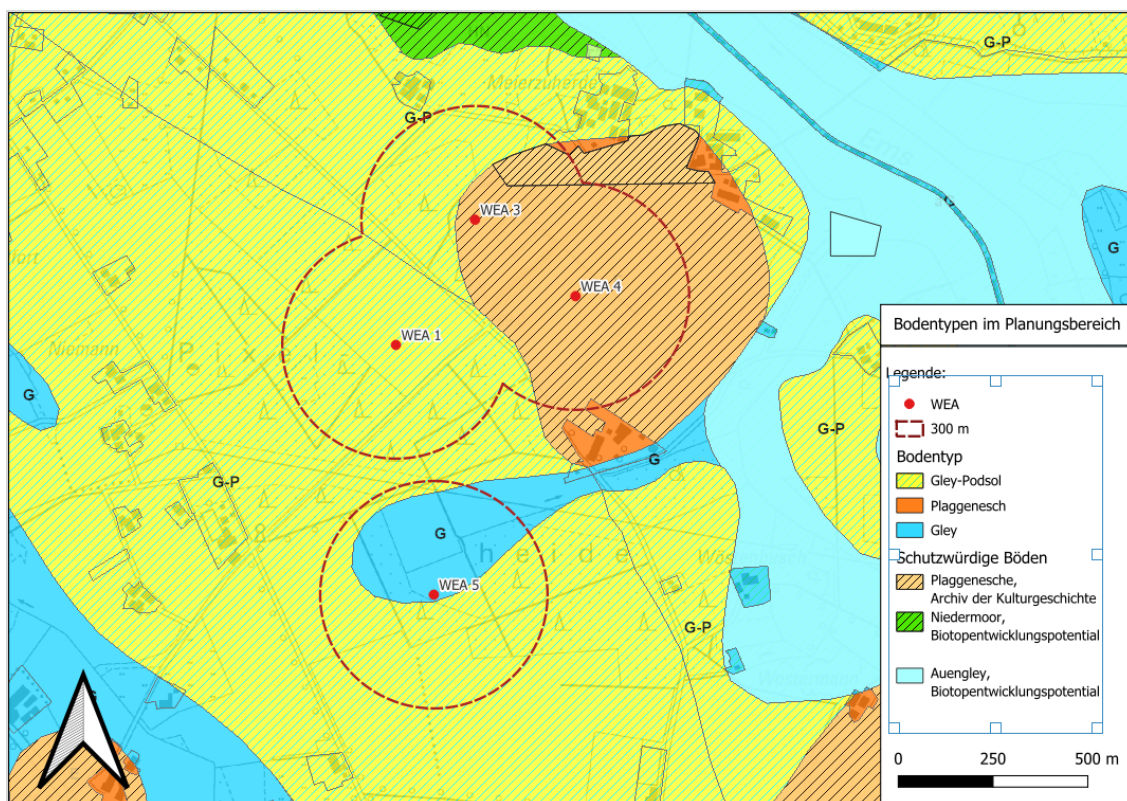 G-P
Meierzuherde
G-P
WEA 3
G
WEA 4
WEA 1
Niemann
P i x e l -
G
G-P
G
G-P
G
h e i d e
WEA 5
G-P
Bodentypen im Planungsbereich
Legende:
WEA
300 m
Bodentyp
Gley-Podsol
Plaggenesch
Gley
Schutzwürdige Böden
Plaggenesche,
Archiv der Kulturgeschichte
Niedermoor,
Biotopentwicklungspotential
Auengley,
Biotopentwicklungspotential
0 250 500 m